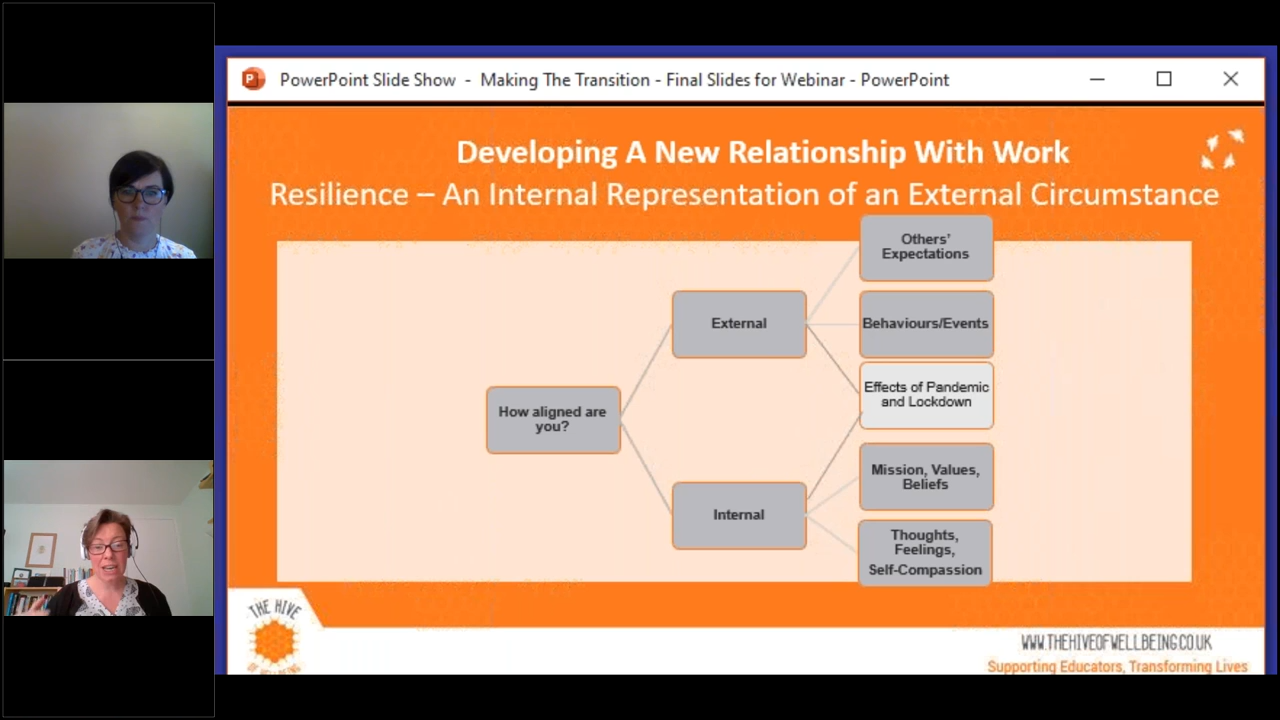 PowerPoint Slide Show - Making The Transition - Final Slides for Webinar - PowerPoint
Developing A New Relationship With Work
Resilience – An Internal Representation of an External Circumstance
Others'
Expectations
External
Behaviours/Events
Effects of Pandemic
and Lockdown
How aligned are
you?
Mission, Values,
Beliefs
Internal
Thoughts,
Feelings,
Self-Compassion
THE HIVE
OF WELLBEING
WWW.THEHIVEOFWELLBEING.CO.UK
Supporting Educators, Transforming Lives